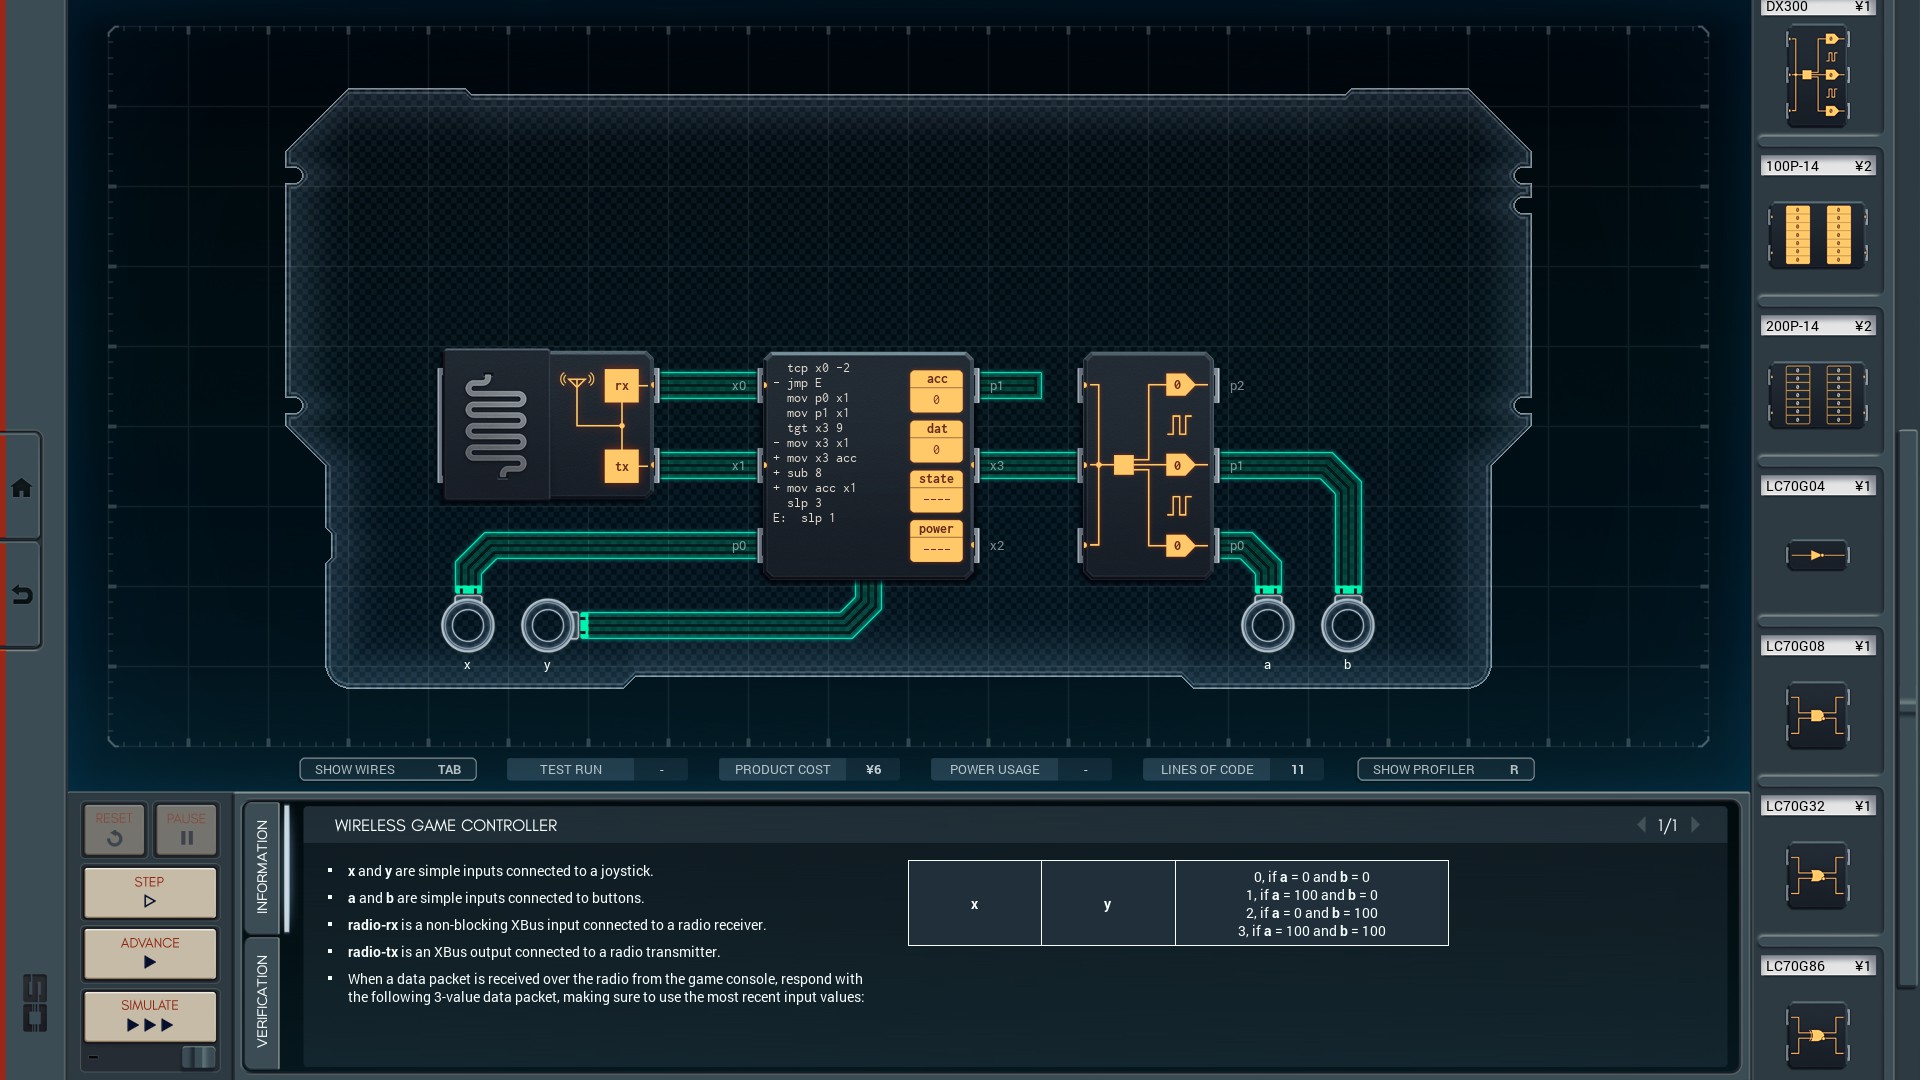 DX300 ¥1
100P-14 ¥2
200P-14 ¥2
LC70G04 ¥1
LC70G08 ¥1
LC70G32 ¥1
LC70G86 ¥1
rx
tx
x0
x1
p0
tcp x0 -2
- jmp E
mov p0 x1
mov p1 x1
tgt x3 9
- mov x3 x1
+ mov x3 acc
+ sub 8
+ mov acc x1
slp 3
E: slp 1
acc
0
dat
0
state
----
power
----
p1
x3
x2
0
0
0
p2
p1
p0
x
y
a
b
SHOW WIRES TAB
TEST RUN -
PRODUCT COST ¥6
POWER USAGE -
LINES OF CODE 11
SHOW PROFILER R
RESET
PAUSE
STEP
ADVANCE
SIMULATE
INFORMATION
VERIFICATION
WIRELESS GAME CONTROLLER
1/1
▪ x and y are simple inputs connected to a joystick.
▪ a and b are simple inputs connected to buttons.
▪ radio-rx is a non-blocking XBus input connected to a radio receiver.
▪ radio-tx is an XBus output connected to a radio transmitter.
▪ When a data packet is received over the radio from the game console, respond with
the following 3-value data packet, making sure to use the most recent input values:
x
y
0, if a = 0 and b = 0
1, if a = 100 and b = 0
2, if a = 0 and b = 100
3, if a = 100 and b = 100